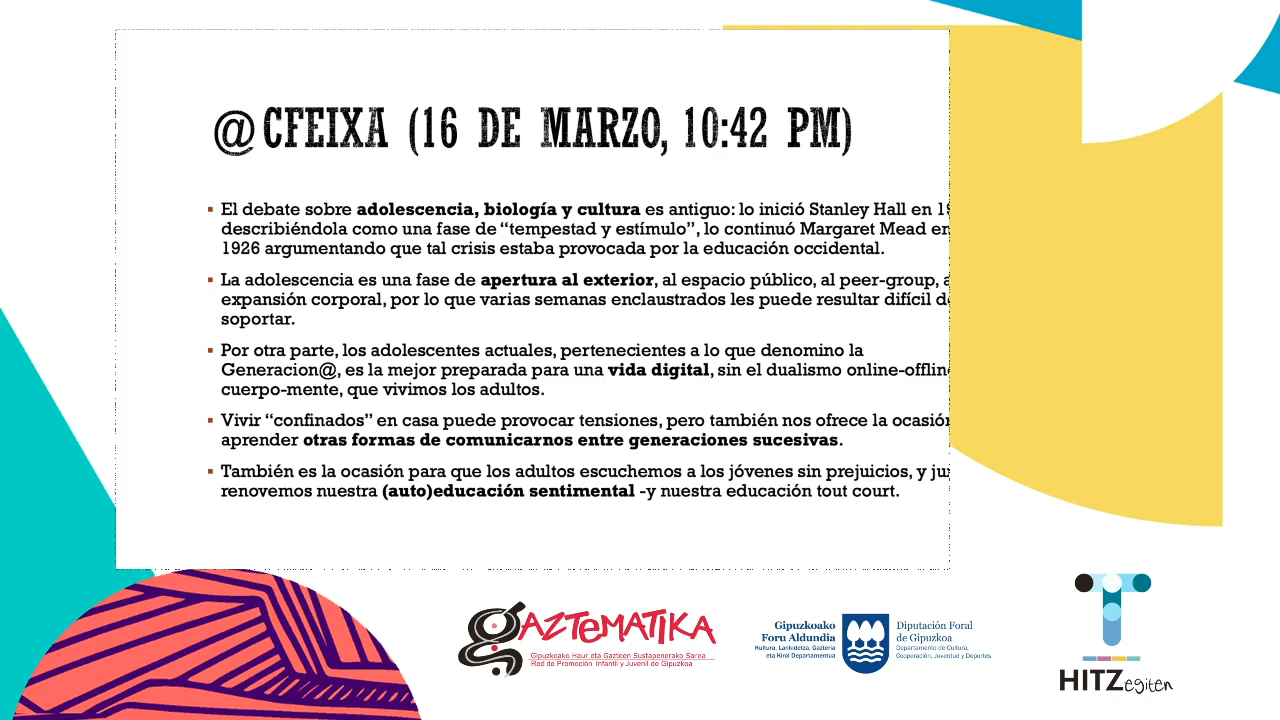 @CFEIXA (16 DE MARZO, 10:42 PM)
▪ El debate sobre adolescencia, biología y cultura es antiguo: lo inició Stanley Hall en
describiéndola como una fase de “tempestad y estímulo”, lo continuó Margaret Mead en
1926 argumentando que tal crisis estaba provocada por la educación occidental.
▪ La adolescencia es una fase de apertura al exterior, al espacio público, al peer-group,
expansión corporal, por lo que varias semanas enclaustrados les puede resultar difícil de
soportar.
▪ Por otra parte, los adolescentes actuales, pertenecientes a lo que denomino la
Generacion@, es la mejor preparada para una vida digital, sin el dualismo online-offline
cuerpo-mente, que vivimos los adultos.
▪ Vivir “confinados” en casa puede provocar tensiones, pero también nos ofrece la ocasión
aprender otras formas de comunicarnos entre generaciones sucesivas.
▪ También es la ocasión para que los adultos escuchemos a los jóvenes sin prejuicios, y
renovemos nuestra (auto)educación sentimental -y nuestra educación tout court.
GAZTEMATIKA
Gipuzkoako Haur eta Gazteen Sustapenerako Sarea
Red de Promoción Infantil y Juvenil de Gipuzkoa
Gipuzkoako
Foru Aldundia
Kultura, Lankidetza, Gazteria
eta Kirol Departamentua
Diputación Foral
de Gipuzkoa
Departamento de Cultura,
Cooperación, Juventud y Deportes
HITZegiten